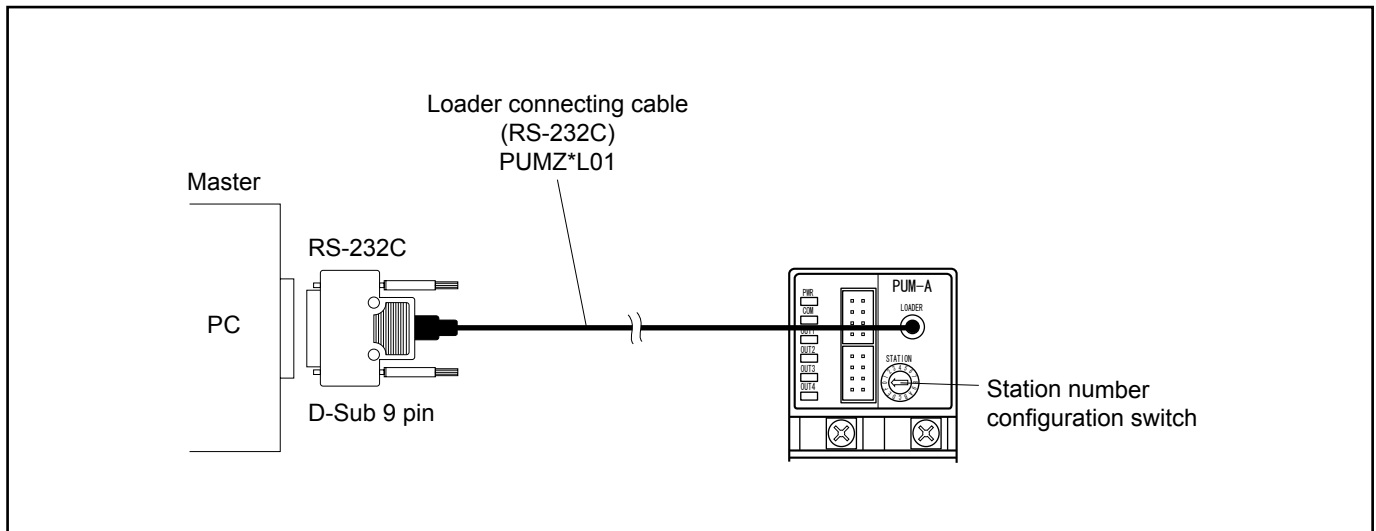 Loader connecting cable
(RS-232C)
PUMZ*L01
Master
RS-232C
PC
D-Sub 9 pin
PUM-A
PWR
COM
OUT1
OUT2
OUT3
OUT4
LOADER
STATION
Station number
configuration switch